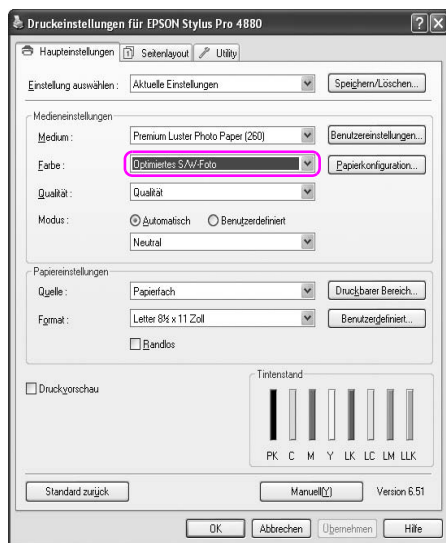 Druckeinstellungen für EPSON Stylus Pro 4880
Haupteinstellungen Seitenlayout Utility
Einstellung auswählen : Aktuelle Einstellungen Speichern/Löschen...
Medieneinstellungen
Medium : Premium Luster Photo Paper (260) Benutzereinstellungen...
Farbe : Optimiertes S/W-Foto Papierkonfiguration...
Qualität : Qualität
Modus : Automatisch Benutzerdefiniert
Neutral
Papiereinstellungen
Quelle : Papierfach Druckbarer Bereich...
Format : Letter 8½ x 11 Zoll Benutzerdefiniert...
Randlos
Druckvorschau
Tintenstand
PK C M Y LK LC LM LLK
Standard zurück Manuell(Y) Version 6.51
OK Abbrechen Übernehmen Hilfe